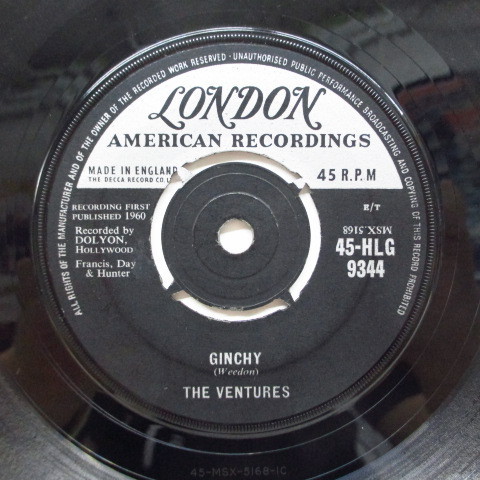 ALL RIGHTS OF THE MANUFACTURER AND OF THE OWNER OF THE RECORDED WORK RESERVED · UNAUTHORISED PUBLIC PERFORMANCE BROADCASTING AND COPYING OF THIS RECORD PROHIBITED
LONDON
AMERICAN RECORDINGS
MADE IN ENGLAND
THE DECCA RECORD CO. L
45 R.P.M
RECORDING FIRST
PUBLISHED 1960
Recorded by
DOLYON,
HOLLYWOOD
Francis, Day
& Hunter
E/T
MSX.5168
45-HLG
9344
GINCHY
(Weedon)
THE VENTURES
45-MSX-5168-1C